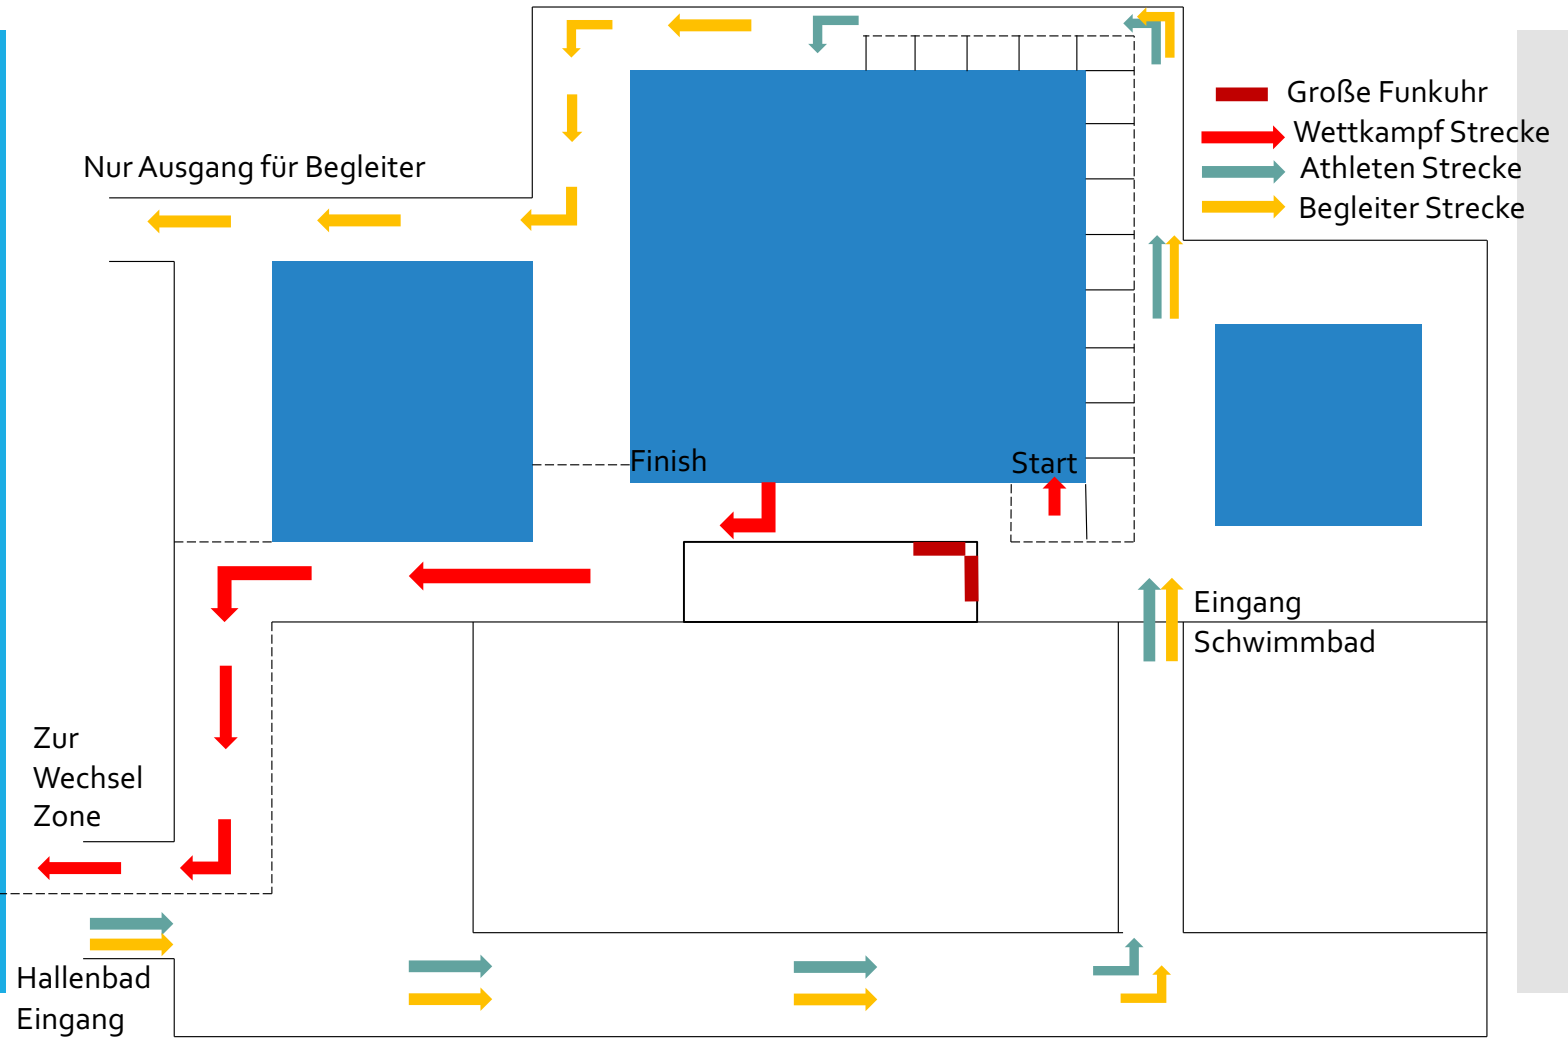 Große Funkuhr
Wettkampf Strecke
Athleten Strecke
Begleiter Strecke
Nur Ausgang für Begleiter
Finish
Start
Eingang
Schwimmbad
Zur
Wechsel
Zone
Hallenbad
Eingang